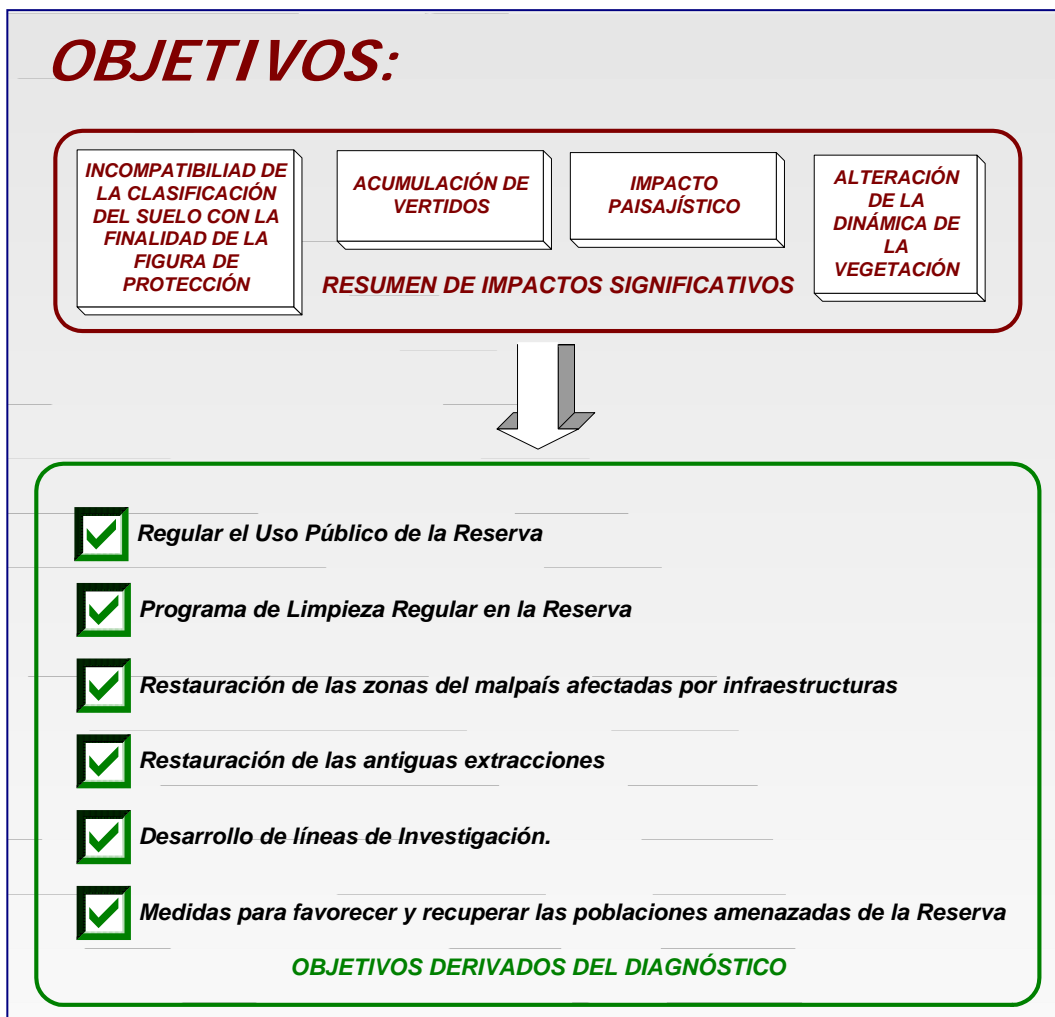 OBJETIVOS:
INCOMPATIBILIAD DE
LA CLASIFICACIÓN
DEL SUELO CON LA
FINALIDAD DE LA
FIGURA DE
PROTECCIÓN
ACUMULACIÓN DE
VERTIDOS
IMPACTO
PAISAJÍSTICO
ALTERACIÓN
DE LA
DINÁMICA DE
LA
VEGETACIÓN
RESUMEN DE IMPACTOS SIGNIFICATIVOS
Regular el Uso Público de la Reserva
Programa de Limpieza Regular en la Reserva
Restauración de las zonas del malpaís afectadas por infraestructuras
Restauración de las antiguas extracciones
Desarrollo de líneas de Investigación.
Medidas para favorecer y recuperar las poblaciones amenazadas de la Reserva
OBJETIVOS DERIVADOS DEL DIAGNÓSTICO